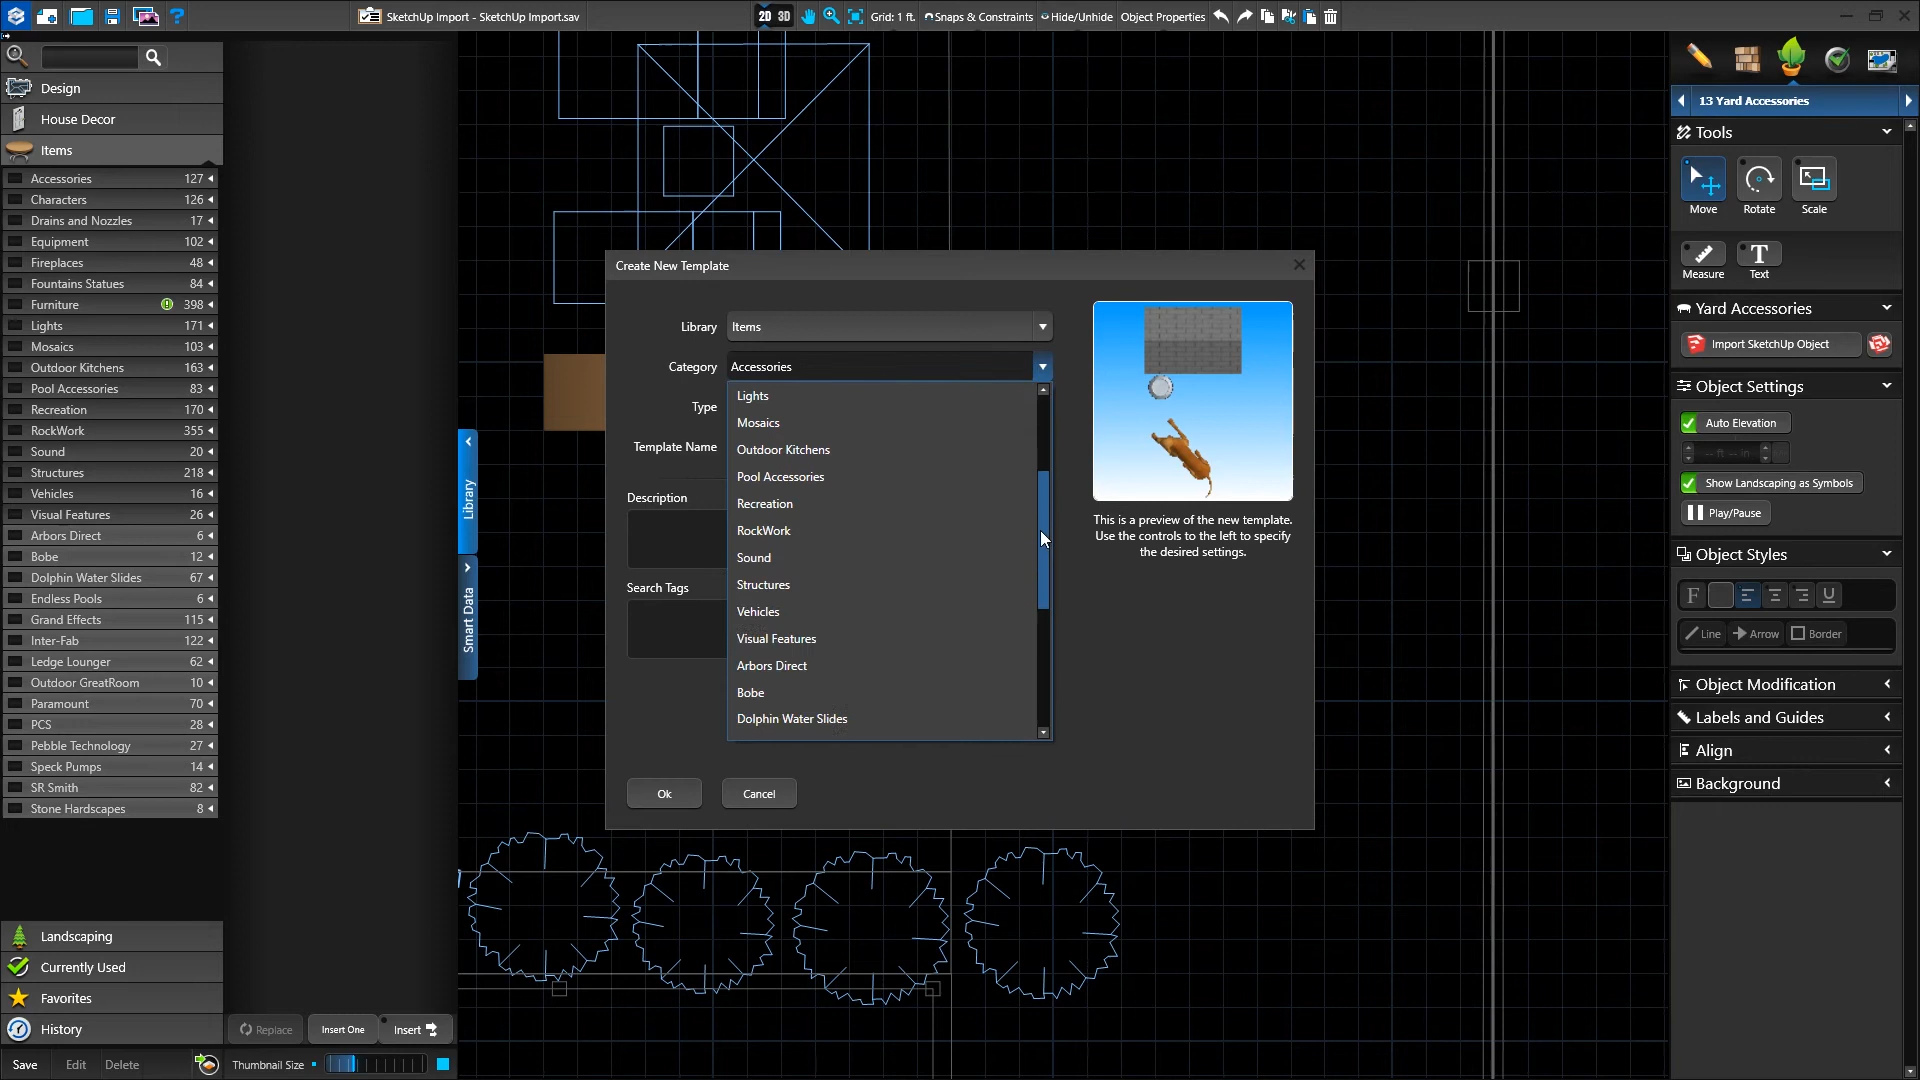 SketchUp Import - SketchUp Import.sav
2D 3D
Grid: 1 ft.
Snaps & Constraints
Hide/Unhide
Object Properties
Design
House Decor
Items
Accessories 127
Characters 126
Drains and Nozzles 17
Equipment 102
Fireplaces 48
Fountains Statues 84
Furniture 398
Lights 171
Mosaics 103
Outdoor Kitchens 163
Pool Accessories 83
Recreation 170
RockWork 355
Sound 20
Structures 218
Vehicles 16
Visual Features 26
Arbors Direct 6
Bobe 12
Dolphin Water Slides 67
Endless Pools 6
Grand Effects 115
Inter-Fab 122
Ledge Lounger 62
Outdoor GreatRoom 10
Paramount 70
PCS 28
Pebble Technology 27
Speck Pumps 14
SR Smith 82
Stone Hardscapes 8
Landscaping
Currently Used
Favorites
History
Save Edit Delete
Replace
Insert One
Insert
Thumbnail Size
Library
Smart Data
Create New Template
Library Items
Category Accessories
Type
Template Name
Description
Search Tags
Lights
Mosaics
Outdoor Kitchens
Pool Accessories
Recreation
RockWork
Sound
Structures
Vehicles
Visual Features
Arbors Direct
Bobe
Dolphin Water Slides
This is a preview of the new template.
Use the controls to the left to specify
the desired settings.
Ok
Cancel
13 Yard Accessories
Tools
Move Rotate Scale
Measure Text
Yard Accessories
Import SketchUp Object
Object Settings
Auto Elevation
-- ft -- in
Show Landscaping as Symbols
Play/Pause
Object Styles
F U
Line Arrow Border
Object Modification
Labels and Guides
Align
Background